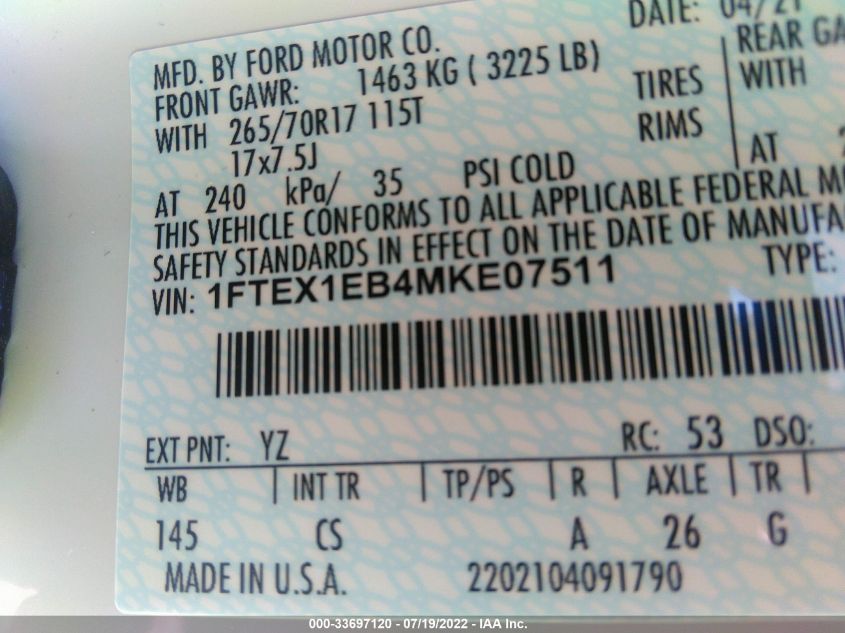 DATE: 04/21
MFD. BY FORD MOTOR CO.
FRONT GAWR: 1463 KG ( 3225 LB) REAR
WITH 265/70R17 115T TIRES WITH
17x7.5J RIMS
AT 240 kPa/ 35 PSI COLD AT
THIS VEHICLE CONFORMS TO ALL APPLICABLE FEDERAL
SAFETY STANDARDS IN EFFECT ON THE DATE OF
VIN: 1FTEX1EB4MKE07511 TYPE:
EXT PNT: YZ RC: 53 DSO:
WB | INT TR | TP/PS | R | AXLE | TR |
145 CS A 26 G
MADE IN U.S.A. 2202104091790
000-33697120 - 07/19/2022 - IAA Inc.